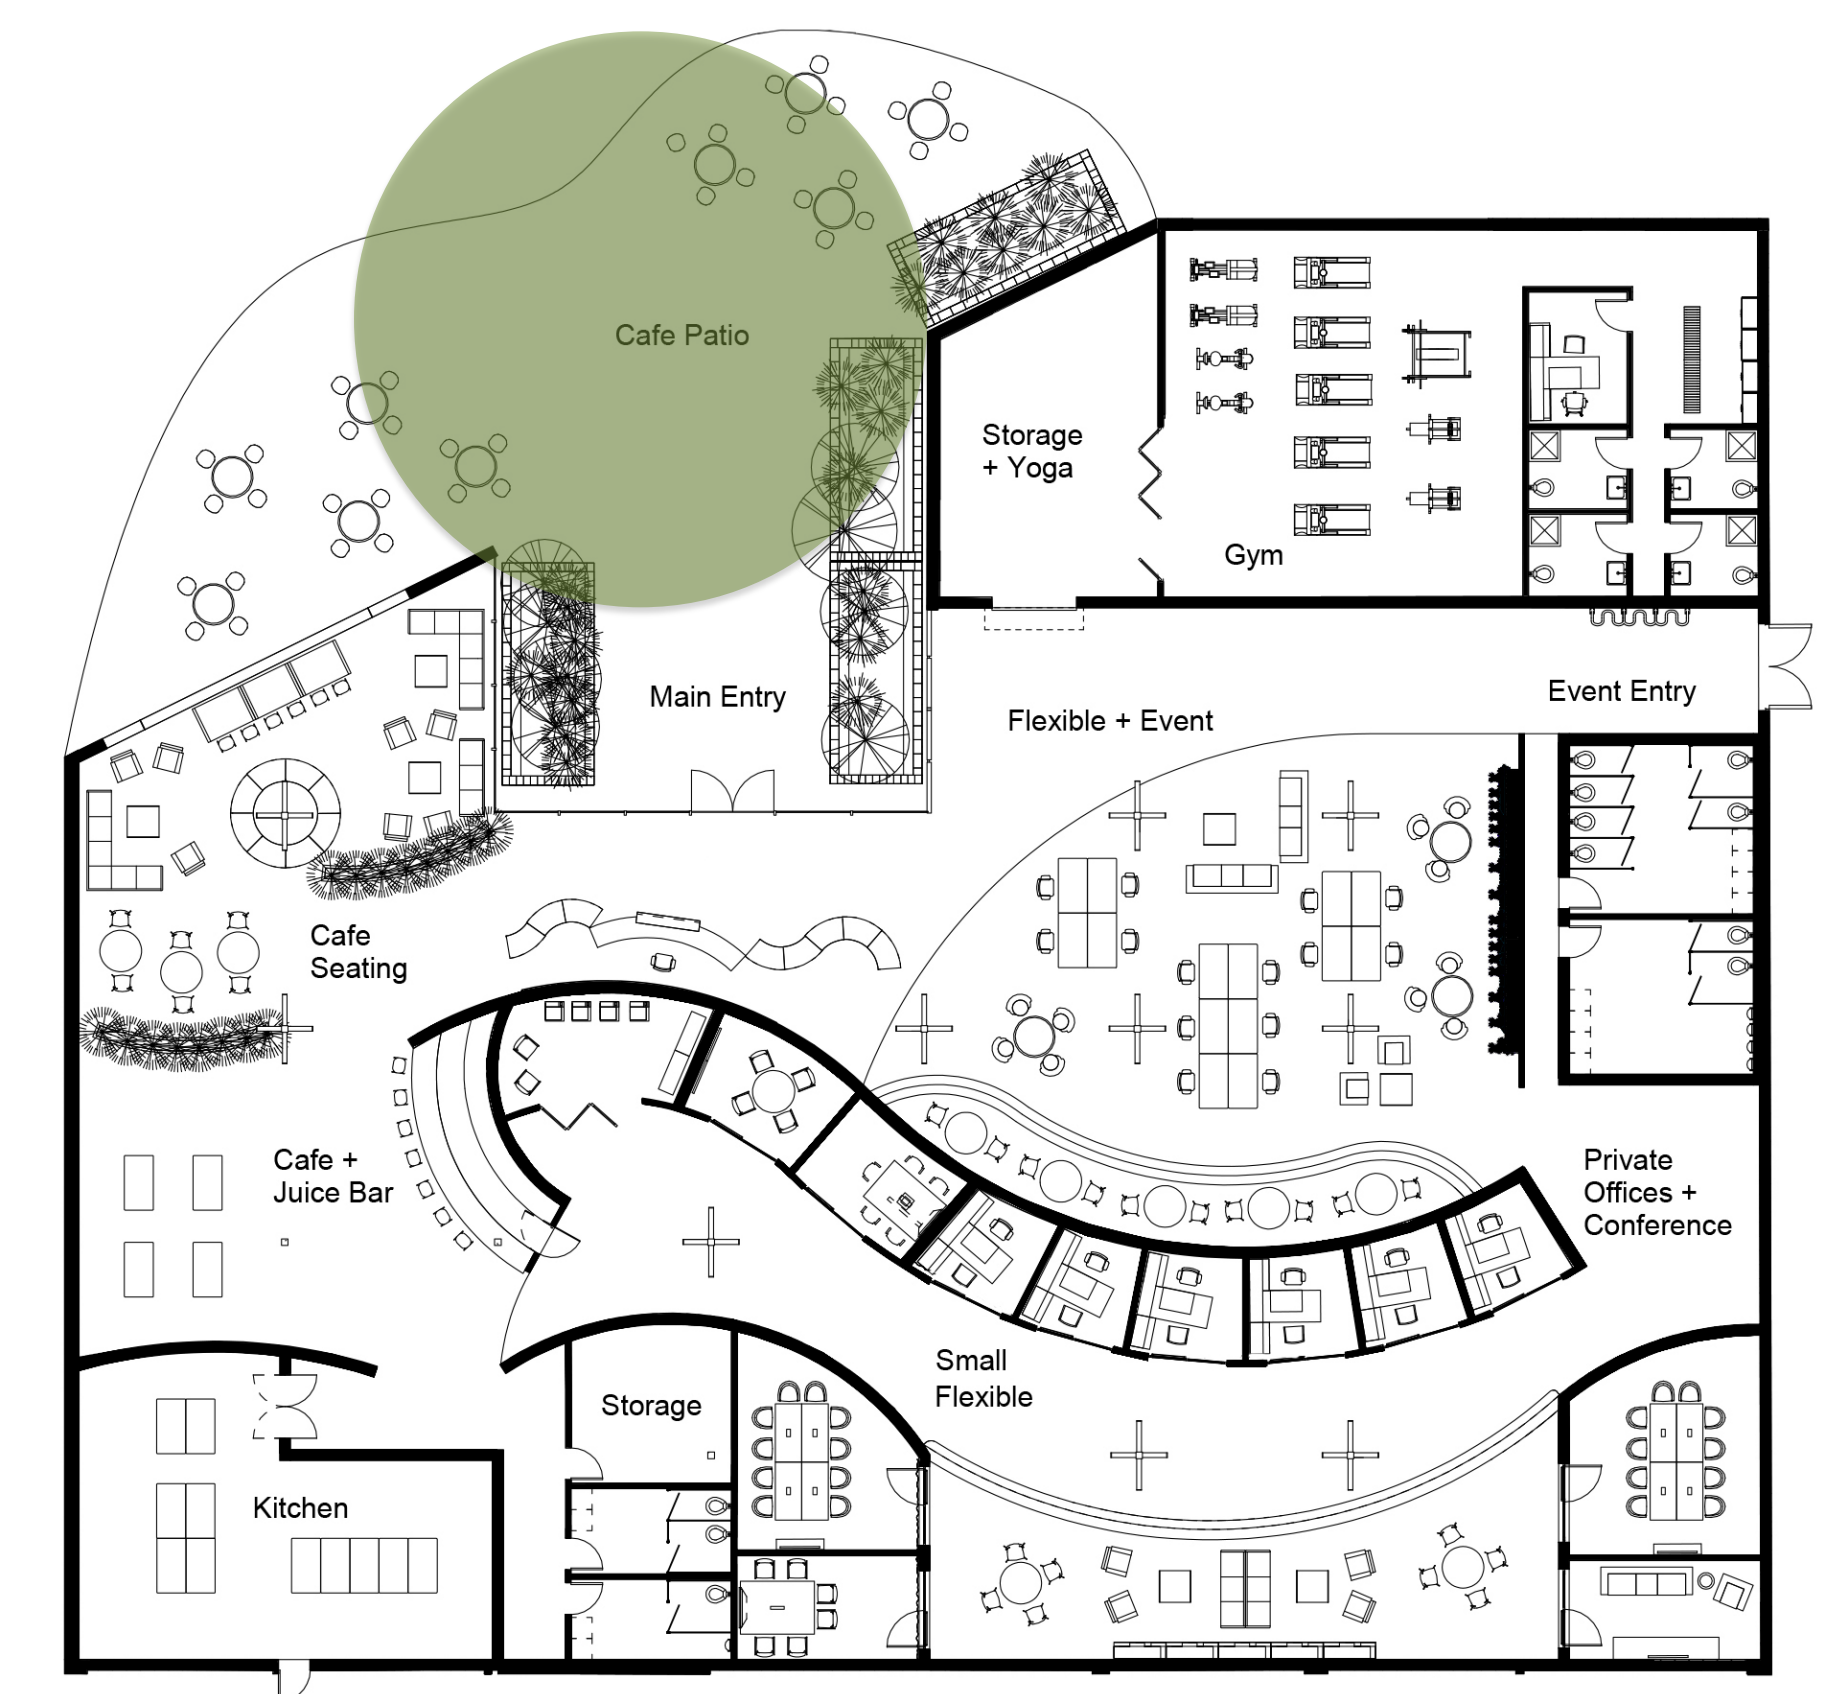 Cafe Patio
Storage
+ Yoga
Gym
Main Entry
Flexible + Event
Event Entry
Cafe
Seating
Cafe +
Juice Bar
Private
Offices +
Conference
Small
Flexible
Storage
Kitchen